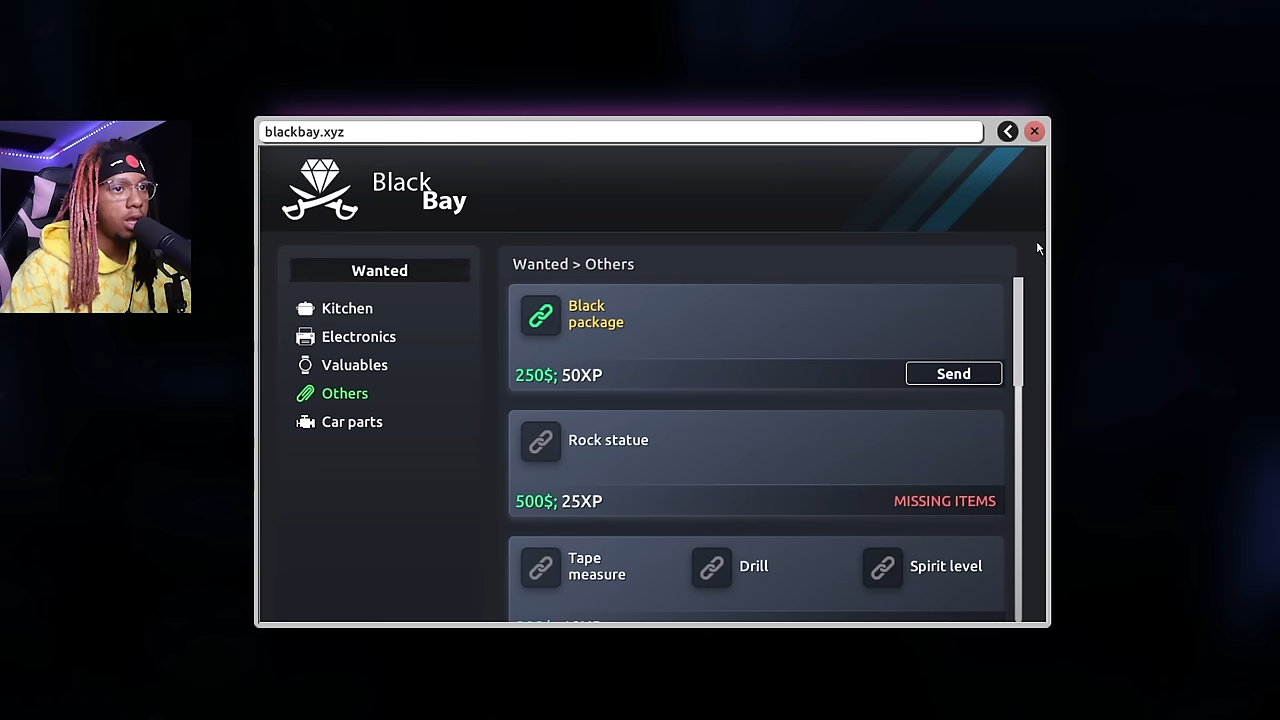 blackbay.xyz
Black
Bay
Wanted
Kitchen
Electronics
Valuables
Others
Car parts
Wanted > Others
Black
package
250$; 50XP
Send
Rock statue
500$; 25XP
MISSING ITEMS
Tape
measure
Drill
Spirit level